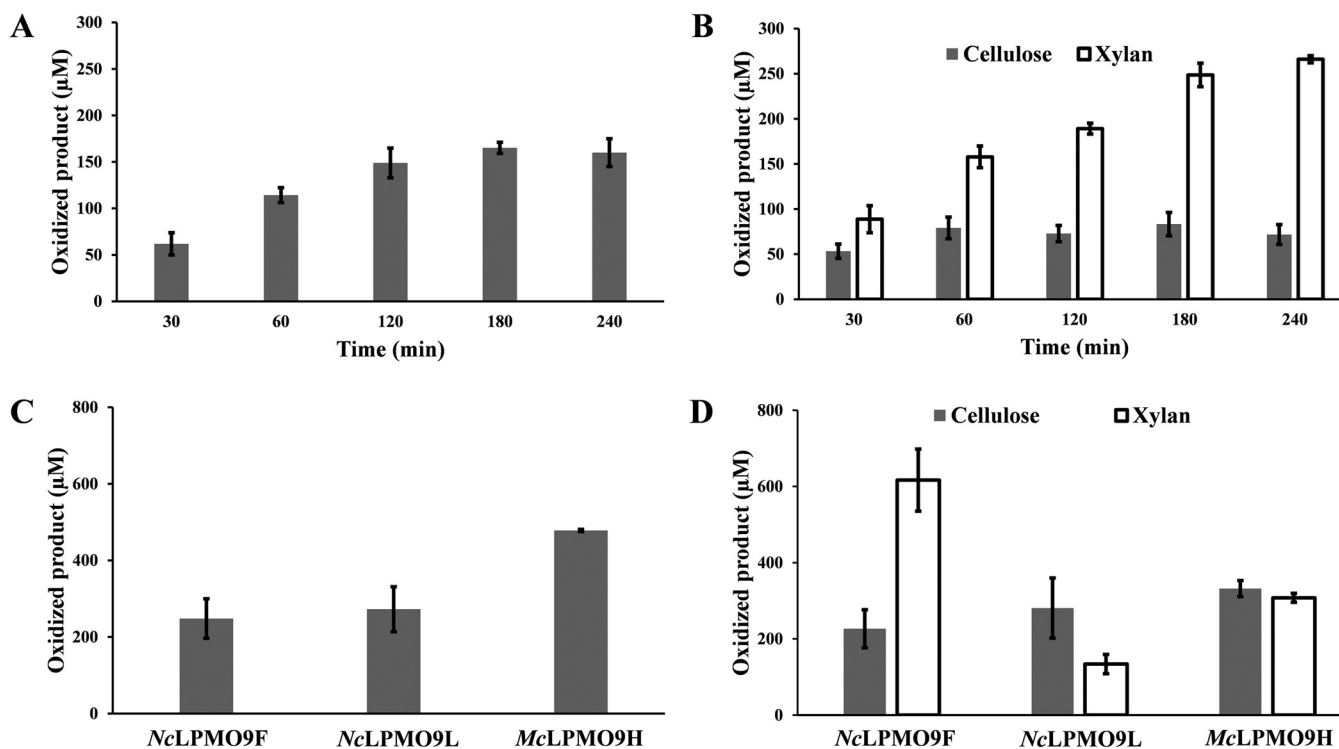 A
Oxidized product (µM)
300
250
200
150
100
50
0
30 60 120 180 240
Time (min)
B
Cellulose Xylan
Oxidized product (µM)
300
250
200
150
100
50
0
30 60 120 180 240
Time (min)
C
Oxidized product (µM)
800
600
400
200
0
NcLPMO9F NcLPMO9L McLPMO9H
D
Cellulose Xylan
Oxidized product (µM)
800
600
400
200
0
NcLPMO9F NcLPMO9L McLPMO9H